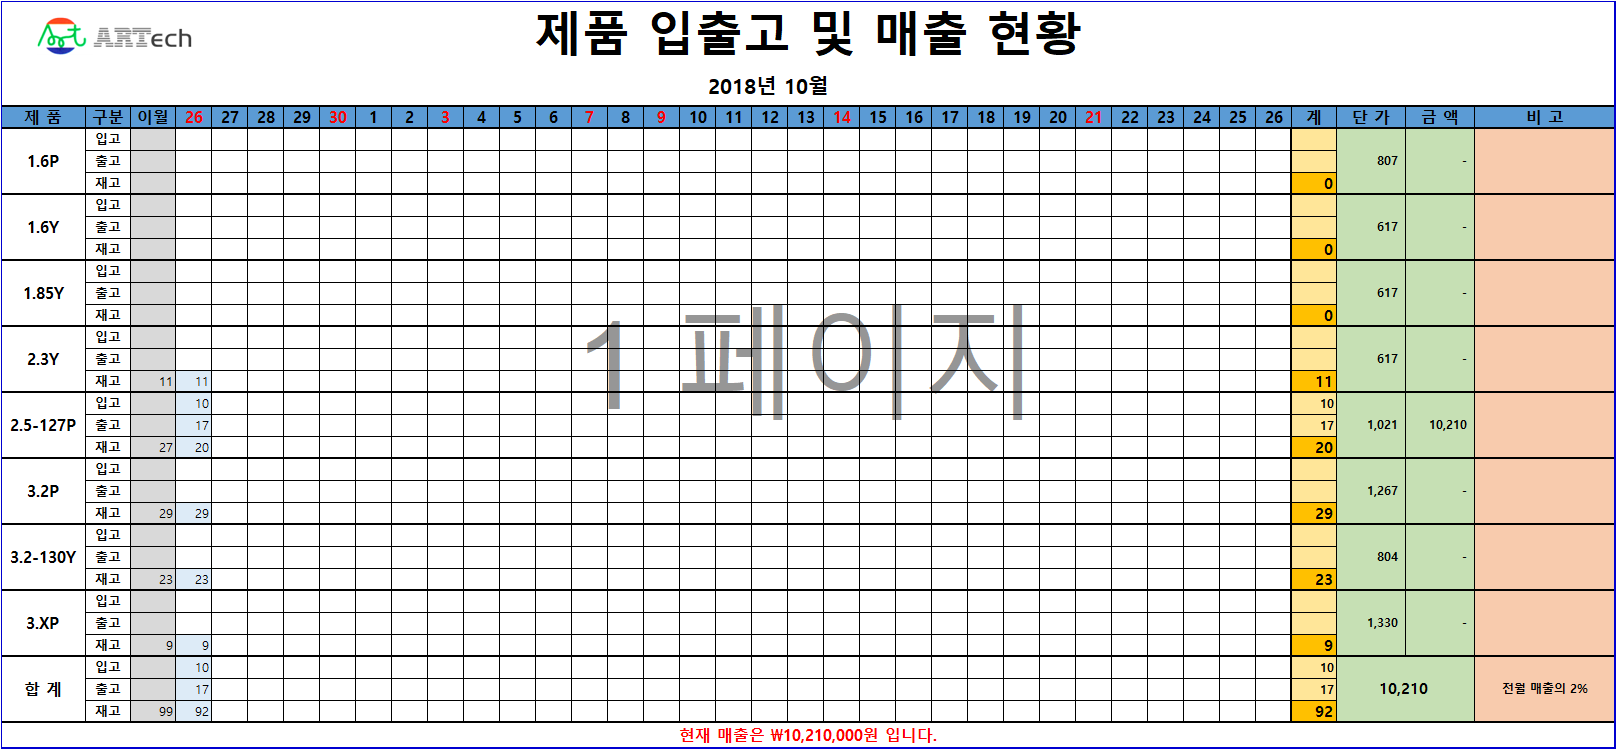 Art ARTech
제품 입출고 및 매출 현황
2018년 10월
제 품 구분 이월 26 27 28 29 30 1 2 3 4 5 6 7 8 9 10 11 12 13 14 15 16 17 18 19 20 21 22 23 24 25 26 계 단 가 금 액 비 고
입고
1.6P 출고 807 -
재고 0
입고
1.6Y 출고 617 -
재고 0
입고
1.85Y 출고 617 -
재고 0
입고
2.3Y 출고 617 -
재고 11 11 11
입고 10 10
2.5-127P 출고 17 17 1,021 10,210
재고 27 20 20
입고
3.2P 출고 1,267 -
재고 29 29 29
입고
3.2-130Y 출고 804 -
재고 23 23 23
입고
3.XP 출고 1,330 -
재고 9 9 9
입고 10 10
합 계 출고 17 17 10,210 전월 매출의 2%
재고 99 92 92
현재 매출은 ₩10,210,000원 입니다.
1 페이지